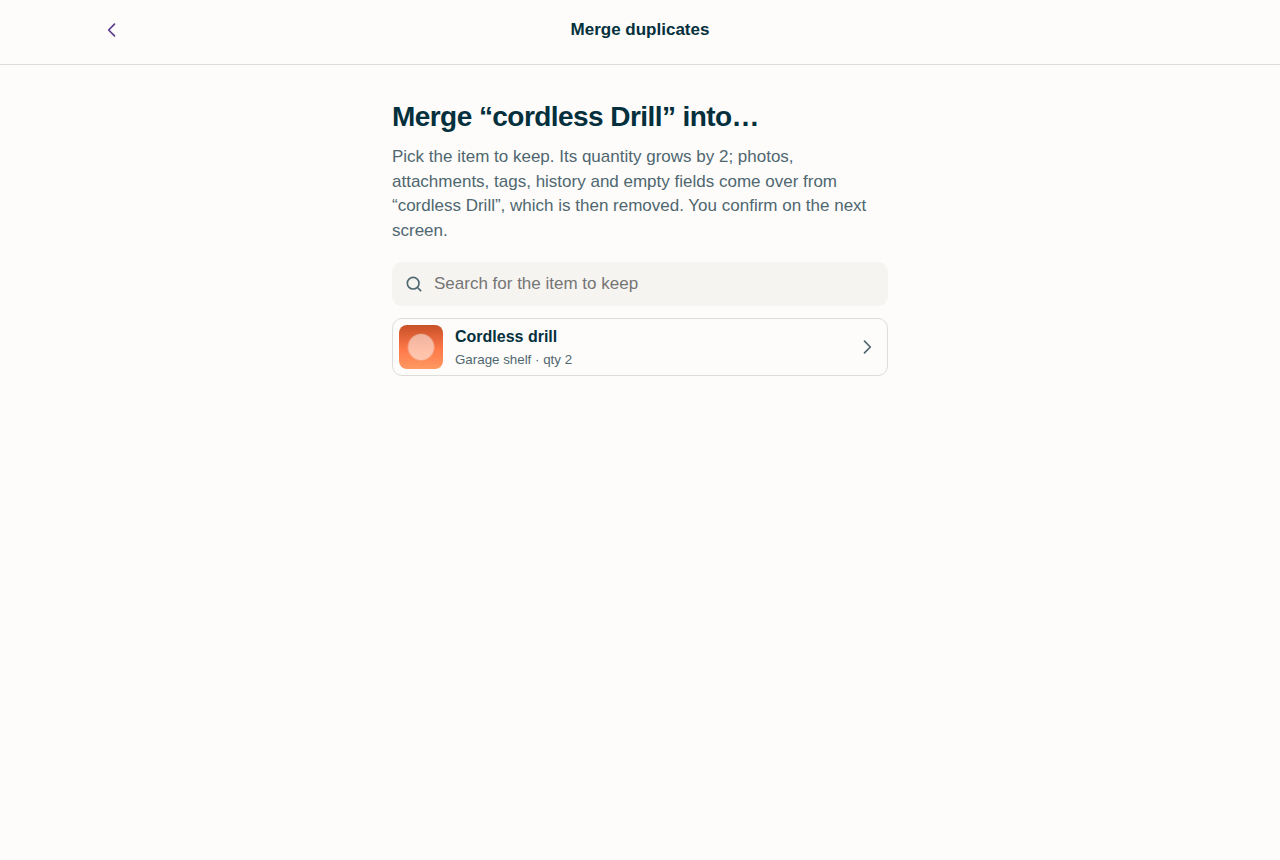 Merge duplicates
Merge “cordless Drill” into…
Pick the item to keep. Its quantity grows by 2; photos,
attachments, tags, history and empty fields come over from
“cordless Drill”, which is then removed. You confirm on the next
screen.
Search for the item to keep
Cordless drill
Garage shelf · qty 2